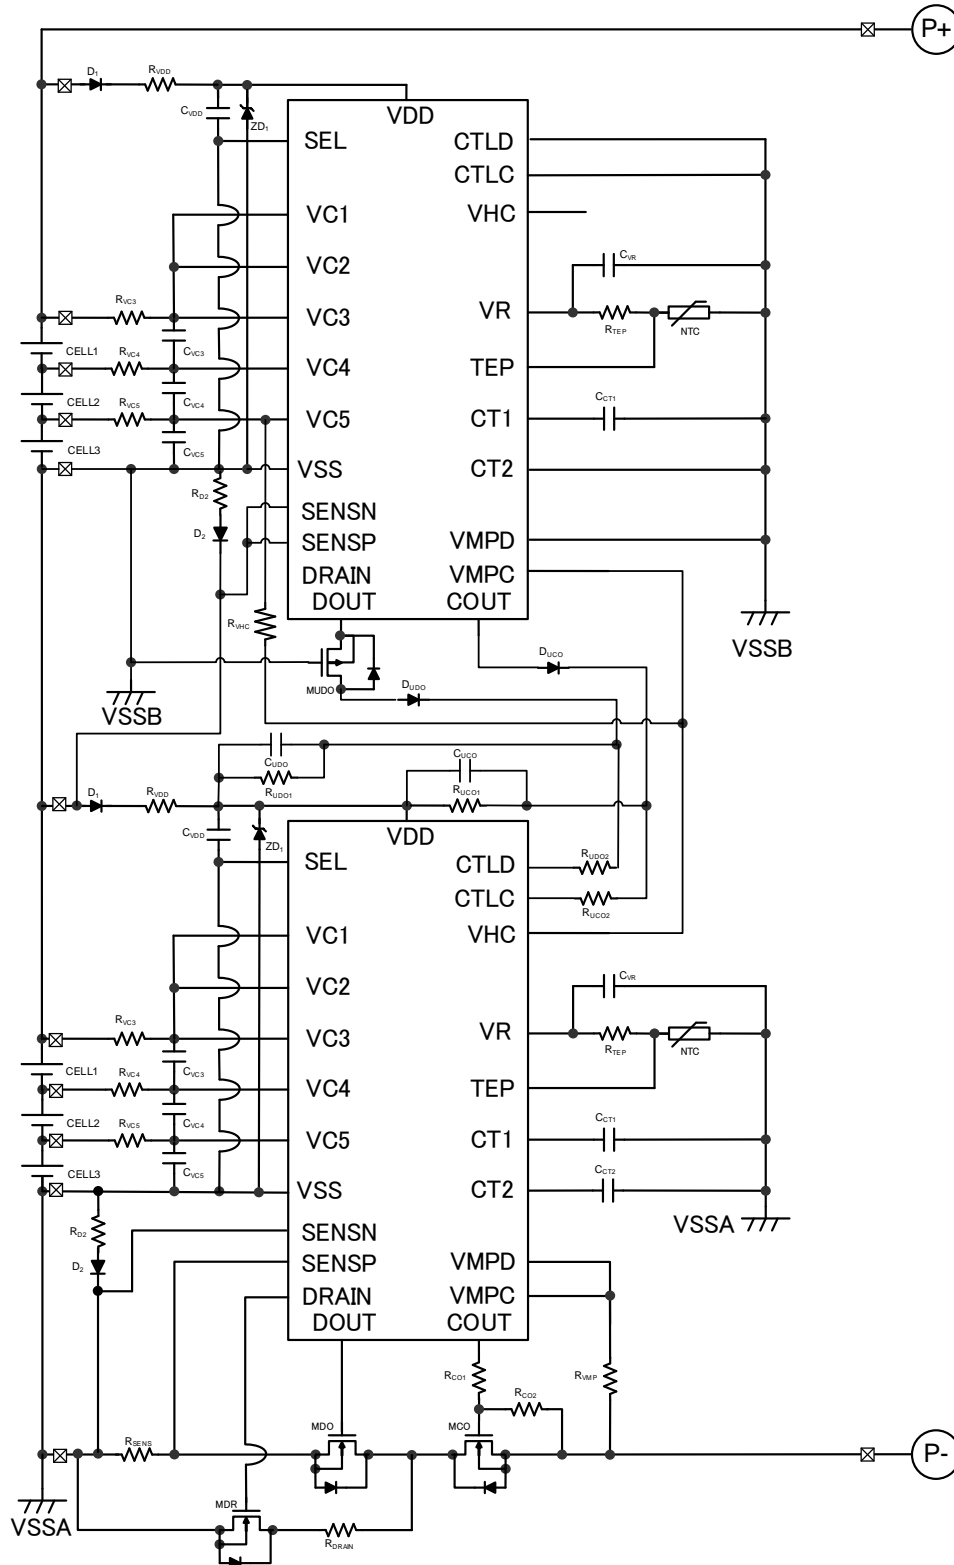 P+
D1
RVDD
CVDD
ZD1
VDD
SEL
CTLD
CTLC
VC1
VHC
VC2
CVR
RVC3
VC3
VR
RTEP
NTC
CELL1
RVC4
CVC3
VC4
TEP
CELL2
RVC5
CVC4
VC5
CT1
CCT1
CELL3
CVC5
VSS
CT2
RD2
SENSN
D2
SENSP
VMPD
DRAIN
VMPC
DOUT
COUT
RVHC
VSSB
DUCO
MUDO
DUDO
VSSB
CUDO
CUCO
RUDO1
RUCO1
D1
RVDD
CVDD
ZD1
VDD
SEL
CTLD
RUDO2
CTLC
RUCO2
VC1
VHC
VC2
CVR
RVC3
VC3
VR
RTEP
NTC
CELL1
RVC4
CVC3
VC4
TEP
CELL2
RVC5
CVC4
VC5
CT1
CCT1
CELL3
CVC5
CCT2
VSS
CT2
VSSA
RD2
SENSN
D2
SENSP
VMPD
DRAIN
VMPC
DOUT
COUT
RCO1
RCO2
RVMP
MDO
MCO
RSENS
P-
MDR
VSSA
RDRAIN